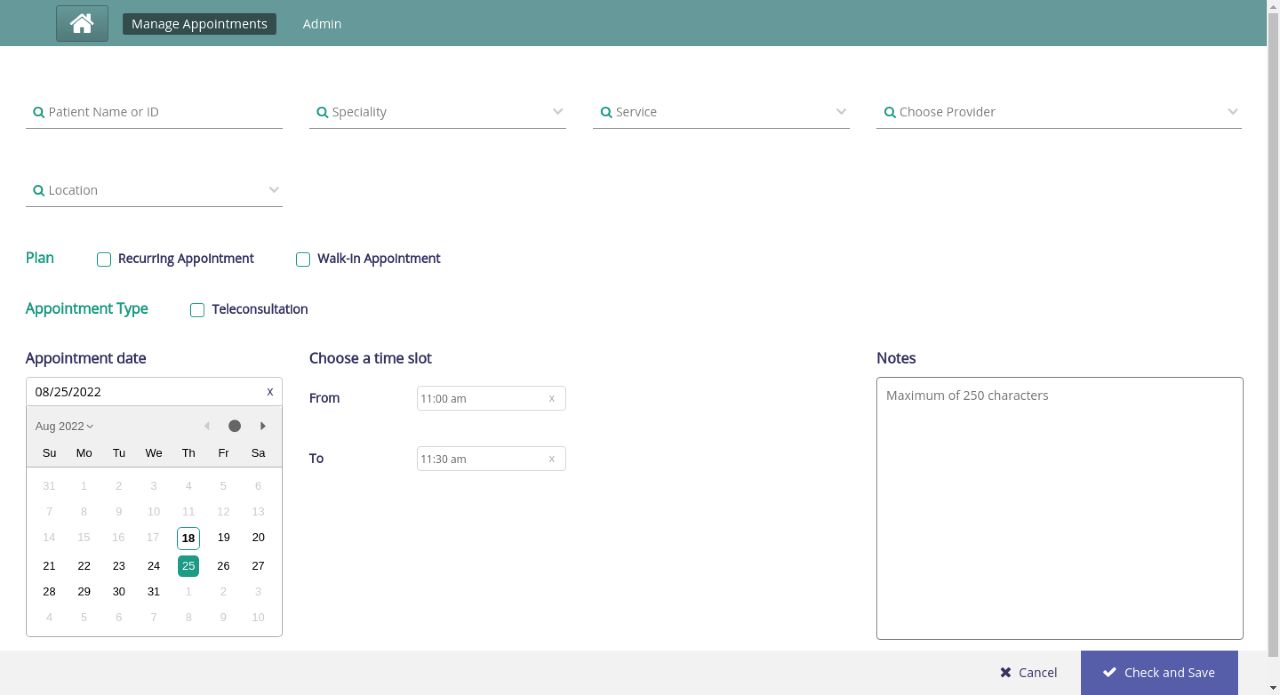 Manage Appointments Admin
Patient Name or ID Speciality Service Choose Provider
Location
Plan Recurring Appointment Walk-in Appointment
Appointment Type Teleconsultation
Appointment date Choose a time slot Notes
08/25/2022 x From 11:00 am x Maximum of 250 characters
Aug 2022
Su Mo Tu We Th Fr Sa
To 11:30 am x
31 1 2 3 4 5 6
7 8 9 10 11 12 13
14 15 16 17 18 19 20
21 22 23 24 25 26 27
28 29 30 31 1 2 3
4 5 6 7 8 9 10
Cancel Check and Save